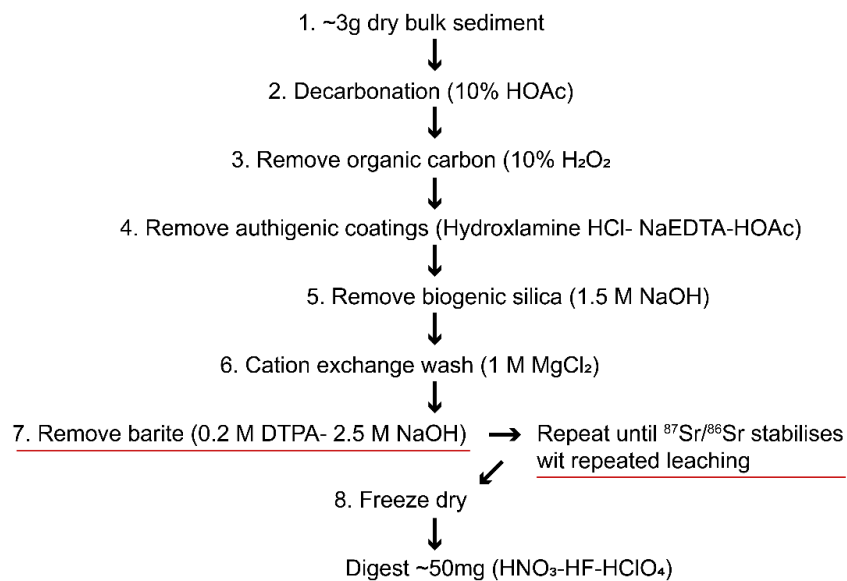 1. ~3g dry bulk sediment
2. Decarbonation (10% HOAc)
3. Remove organic carbon (10% H₂O₂
4. Remove authigenic coatings (Hydroxlamine HCl- NaEDTA-HOAc)
5. Remove biogenic silica (1.5 M NaOH)
6. Cation exchange wash (1 M MgCl₂)
7. Remove barite (0.2 M DTPA- 2.5 M NaOH)
Repeat until ⁸⁷Sr/⁸⁶Sr stabilises
wit repeated leaching
8. Freeze dry
Digest ~50mg (HNO₃-HF-HClO₄)